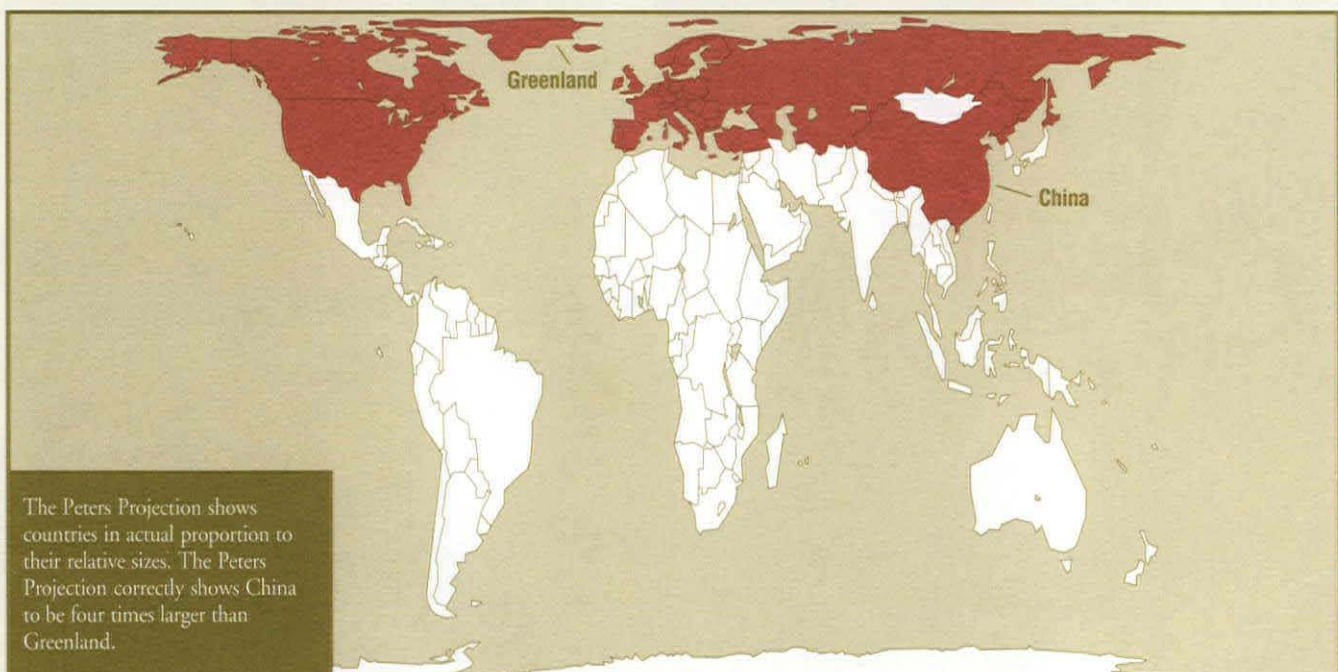 Greenland
China
The Peters Projection shows
countries in actual proportion to
their relative sizes. The Peters
Projection correctly shows China
to be four times larger than
Greenland.